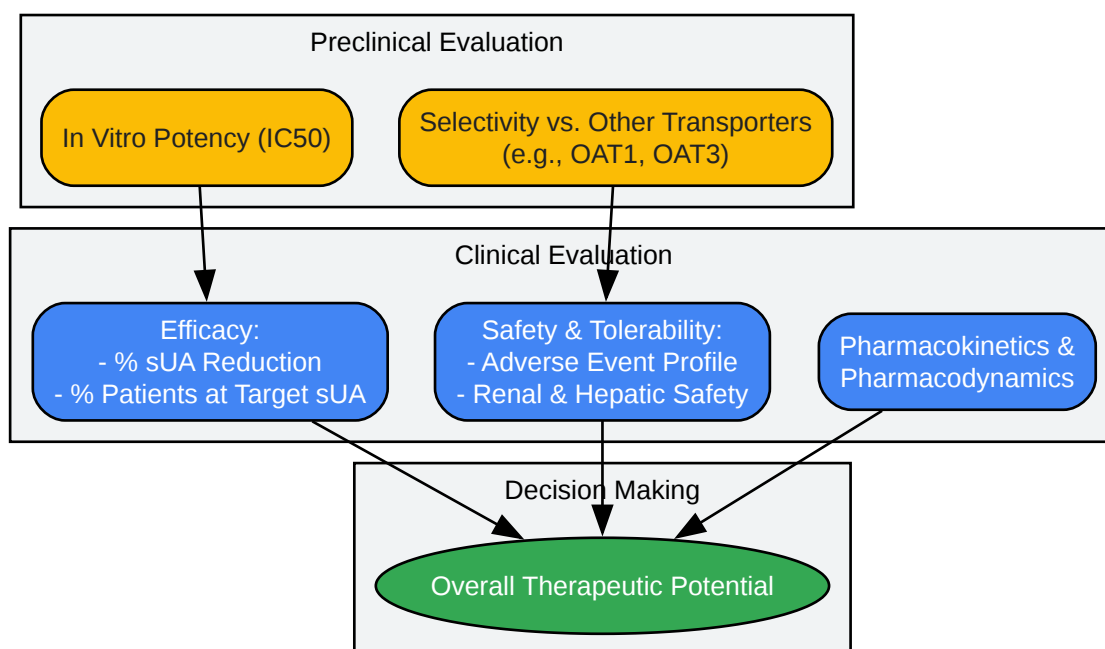 Preclinical Evaluation
In Vitro Potency (IC50)
Selectivity vs. Other Transporters
(e.g., OAT1, OAT3)
Clinical Evaluation
Efficacy:
- % sUA Reduction
- % Patients at Target sUA
Safety & Tolerability:
- Adverse Event Profile
- Renal & Hepatic Safety
Pharmacokinetics &
Pharmacodynamics
Decision Making
Overall Therapeutic Potential